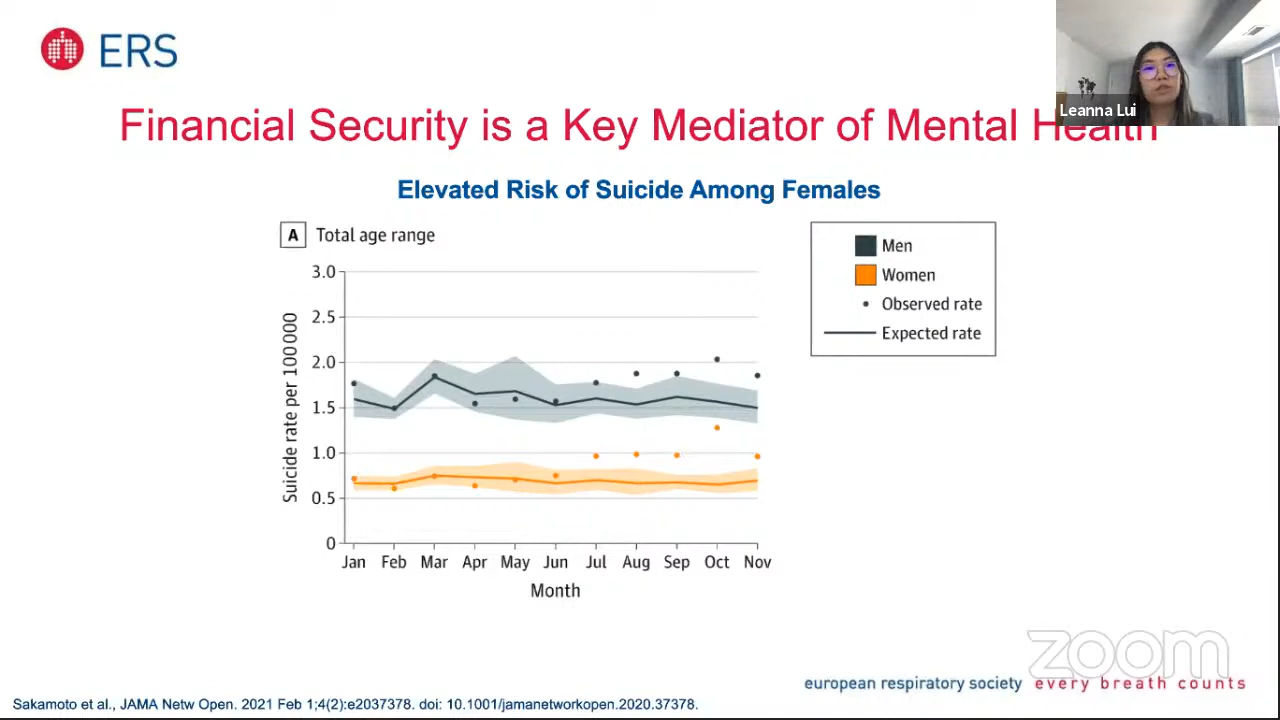 ERS
Leanna Lui
Financial Security is a Key Mediator of Mental Health
Elevated Risk of Suicide Among Females
A Total age range
Men
Women
Observed rate
Expected rate
Suicide rate per 100 000
3.0
2.5
2.0
1.5
1.0
0.5
0
Jan Feb Mar Apr May Jun Jul Aug Sep Oct Nov
Month
zoom
european respiratory society every breath counts
Sakamoto et al., JAMA Netw Open. 2021 Feb 1;4(2):e2037378. doi: 10.1001/jamanetworkopen.2020.37378.